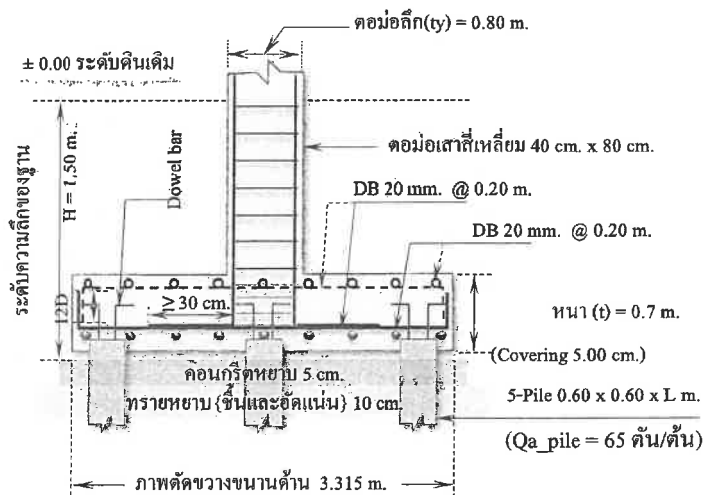 ตอม่อลึก(ty) = 0.80 m.
± 0.00 ระดับดินเดิม
ตอม่อเสาสี่เหลี่ยม 40 cm. x 80 cm.
ระดับความลึกของฐาน
H = 1.50 m.
Dowel bar
DB 20 mm. @ 0.20 m.
DB 20 mm. @ 0.20 m.
12D
≥ 30 cm.
หนา (t) = 0.7 m.
(Covering 5.00 cm.)
คอนกรีตหยาบ 5 cm.
ทรายหยาบ {ชื้นและอัดแน่น} 10 cm.
5-Pile 0.60 x 0.60 x L m.
(Qa_pile = 65 ตัน/ต้น)
ภาพตัดขวางขนานด้าน 3.315 m.